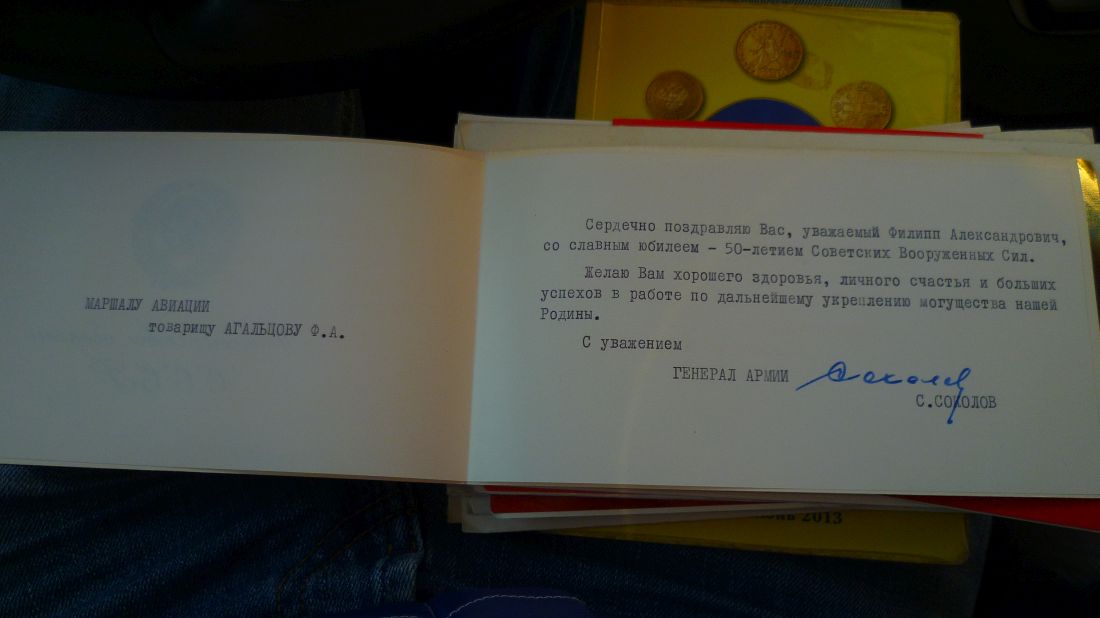 МАРШАЛУ АВИАЦИИ
товарищу АГАЛЬЦОВУ Ф.А.
Сердечно поздравляю Вас, уважаемый Филипп Александрович,
со славным юбилеем - 50-летием Советских Вооруженных Сил.
Желаю Вам хорошего здоровья, личного счастья и больших
успехов в работе по дальнейшему укреплению могущества нашей
Родины.
С уважением
ГЕНЕРАЛ АРМИИ Соколов
С.СОКОЛОВ
2013